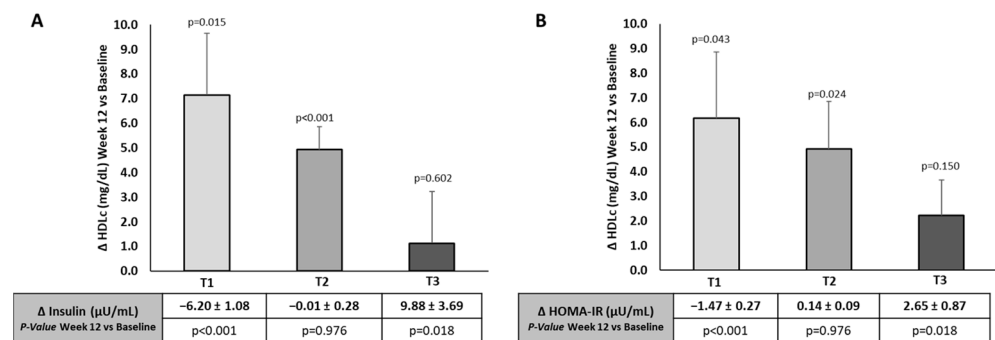 A
Δ HDLc (mg/dL) Week 12 vs Baseline
10.0
9.0
8.0
7.0
6.0
5.0
4.0
3.0
2.0
1.0
0.0
p=0.015
p<0.001
p=0.602
T1 T2 T3
Δ Insulin (µU/mL) −6.20 ± 1.08 −0.01 ± 0.28 9.88 ± 3.69
P-Value Week 12 vs Baseline p<0.001 p=0.976 p=0.018
B
Δ HDLc (mg/dL) Week 12 vs Baseline
10.0
9.0
8.0
7.0
6.0
5.0
4.0
3.0
2.0
1.0
0.0
p=0.043
p=0.024
p=0.150
T1 T2 T3
Δ HOMA-IR (µU/mL) −1.47 ± 0.27 0.14 ± 0.09 2.65 ± 0.87
P-Value Week 12 vs Baseline p<0.001 p=0.976 p=0.018